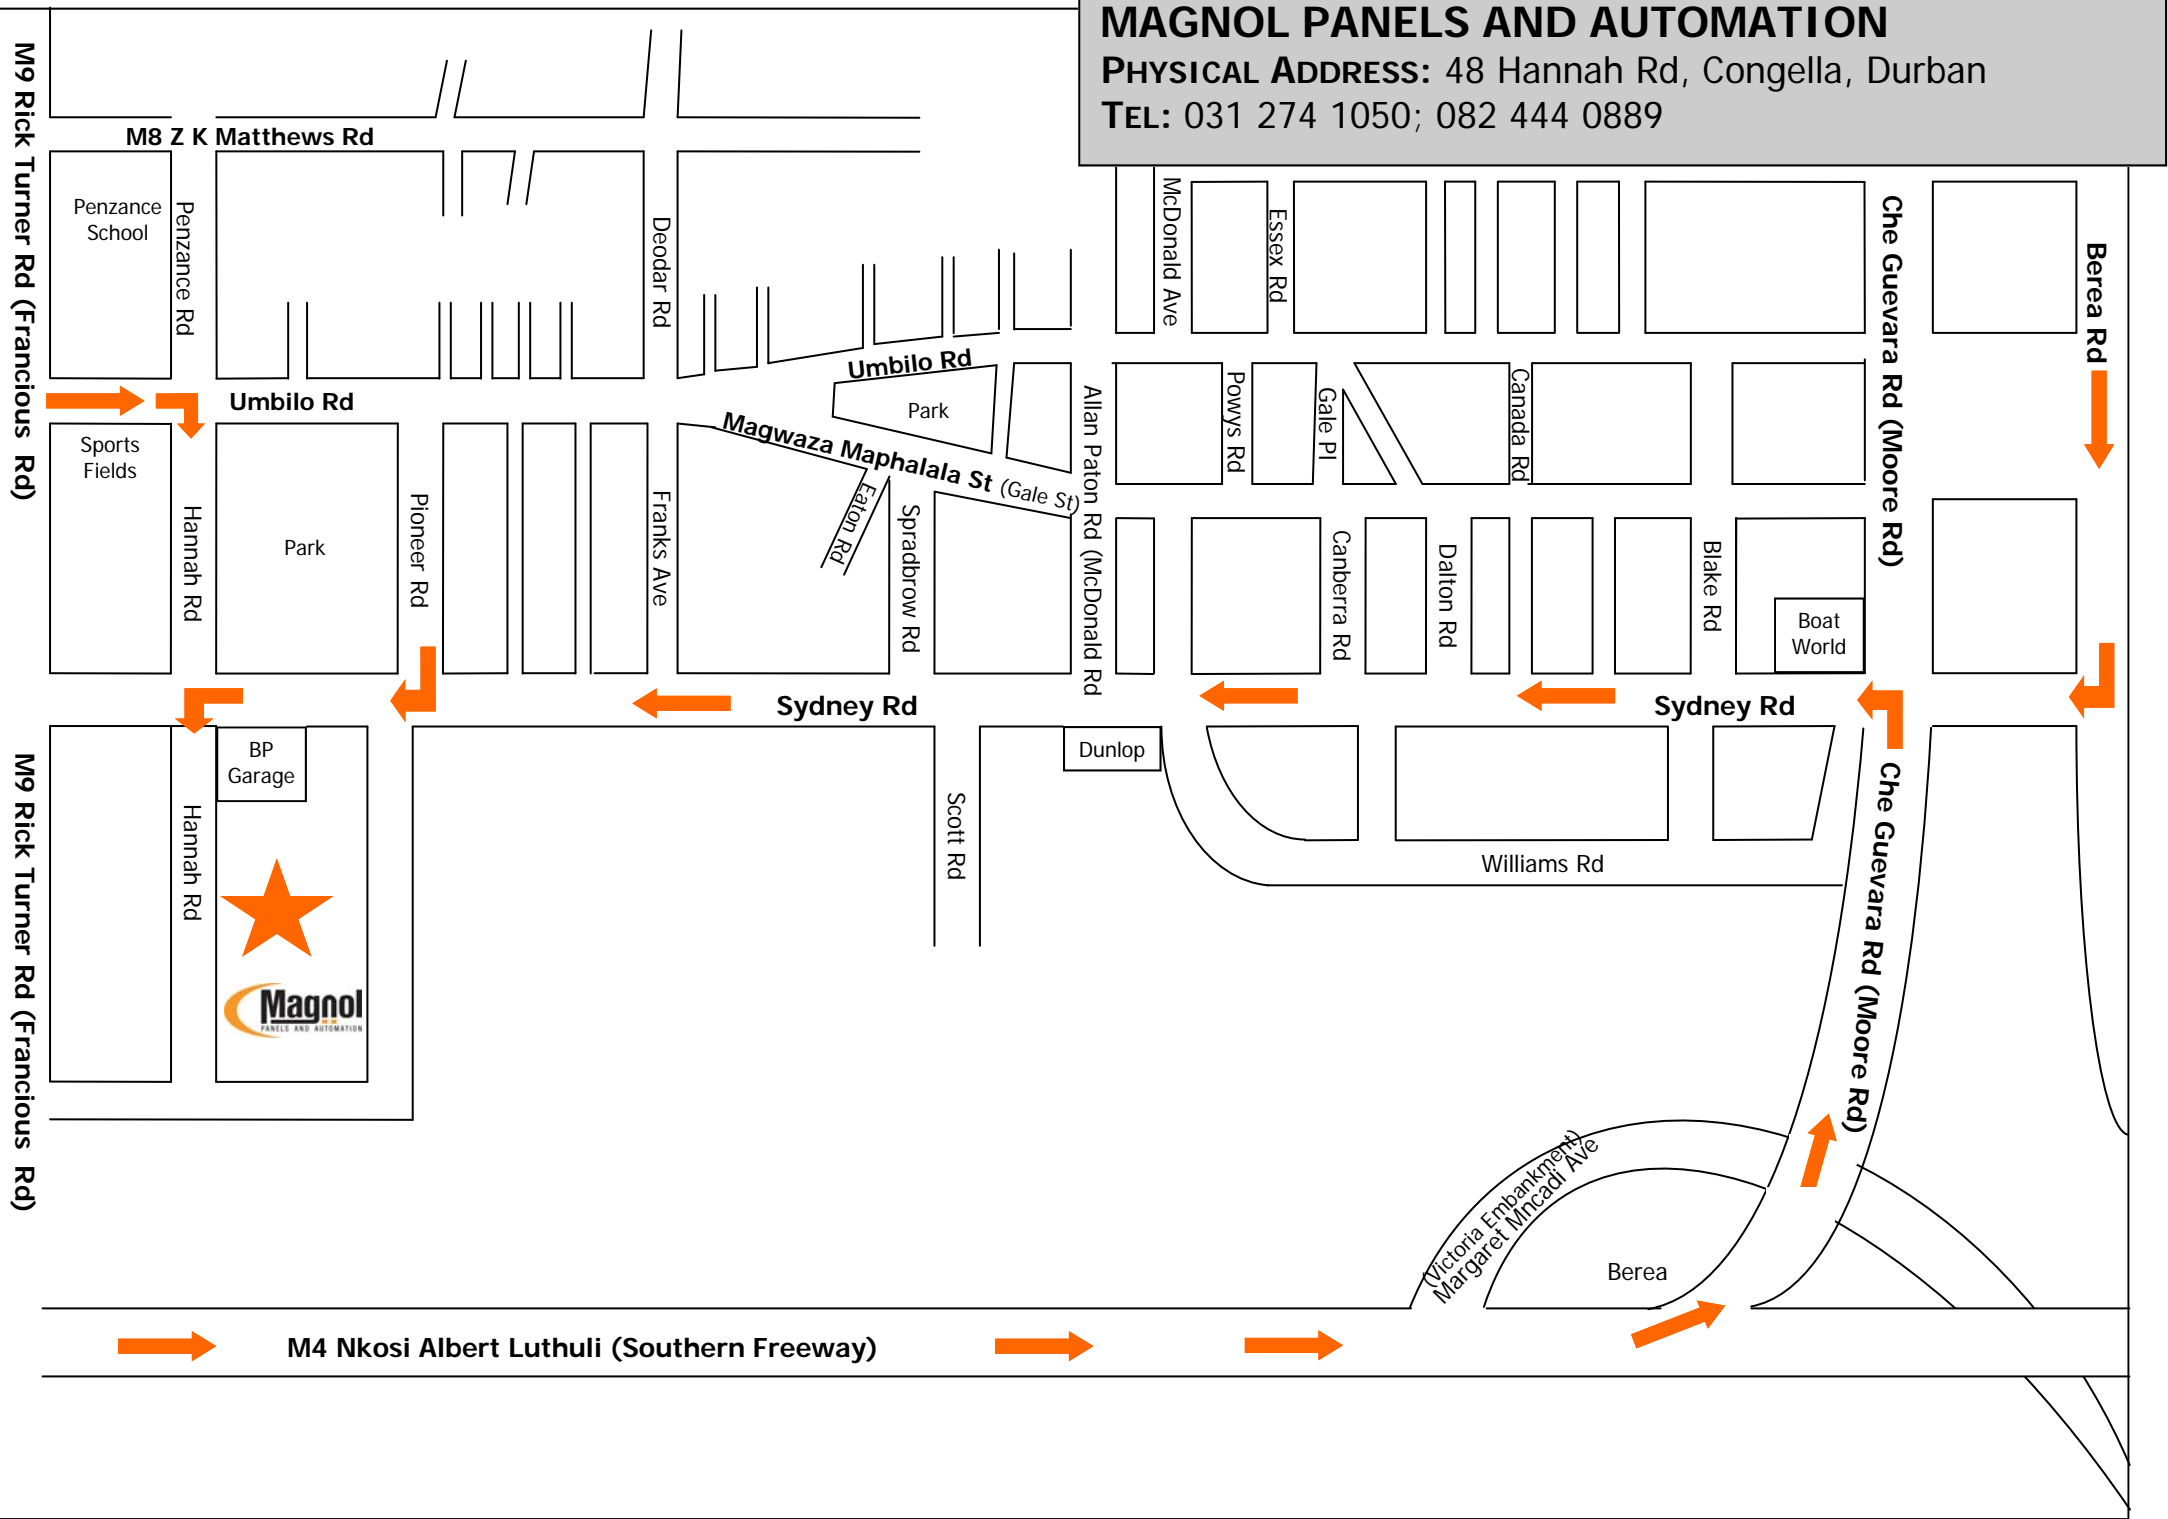 MAGNOL PANELS AND AUTOMATION
PHYSICAL ADDRESS: 48 Hannah Rd, Congella, Durban
TEL: 031 274 1050; 082 444 0889
M9 Rick Turner Rd (Francious Rd)
M8 Z K Matthews Rd
Penzance
School
Penzance Rd
Deodar Rd
McDonald Ave
Essex Rd
Che Guevara Rd (Moore Rd)
Berea Rd
Umbilo Rd
Umbilo Rd
Park
Magwaza Maphalala St (Gale St)
Allan Paton Rd (McDonald Rd
Powys Rd
Gale Pl
Canada Rd
Sports
Fields
Hannah Rd
Park
Pioneer Rd
Franks Ave
Eaton Rd
Spradbrow Rd
Canberra Rd
Dalton Rd
Blake Rd
Boat
World
Sydney Rd
Sydney Rd
M9 Rick Turner Rd (Francious Rd)
BP
Garage
Hannah Rd
Scott Rd
Dunlop
Williams Rd
Che Guevara Rd (Moore Rd)
Magnol
PANELS AND AUTOMATION
(Victoria Embankment)
Margaret Mncadi Ave
Berea
M4 Nkosi Albert Luthuli (Southern Freeway)